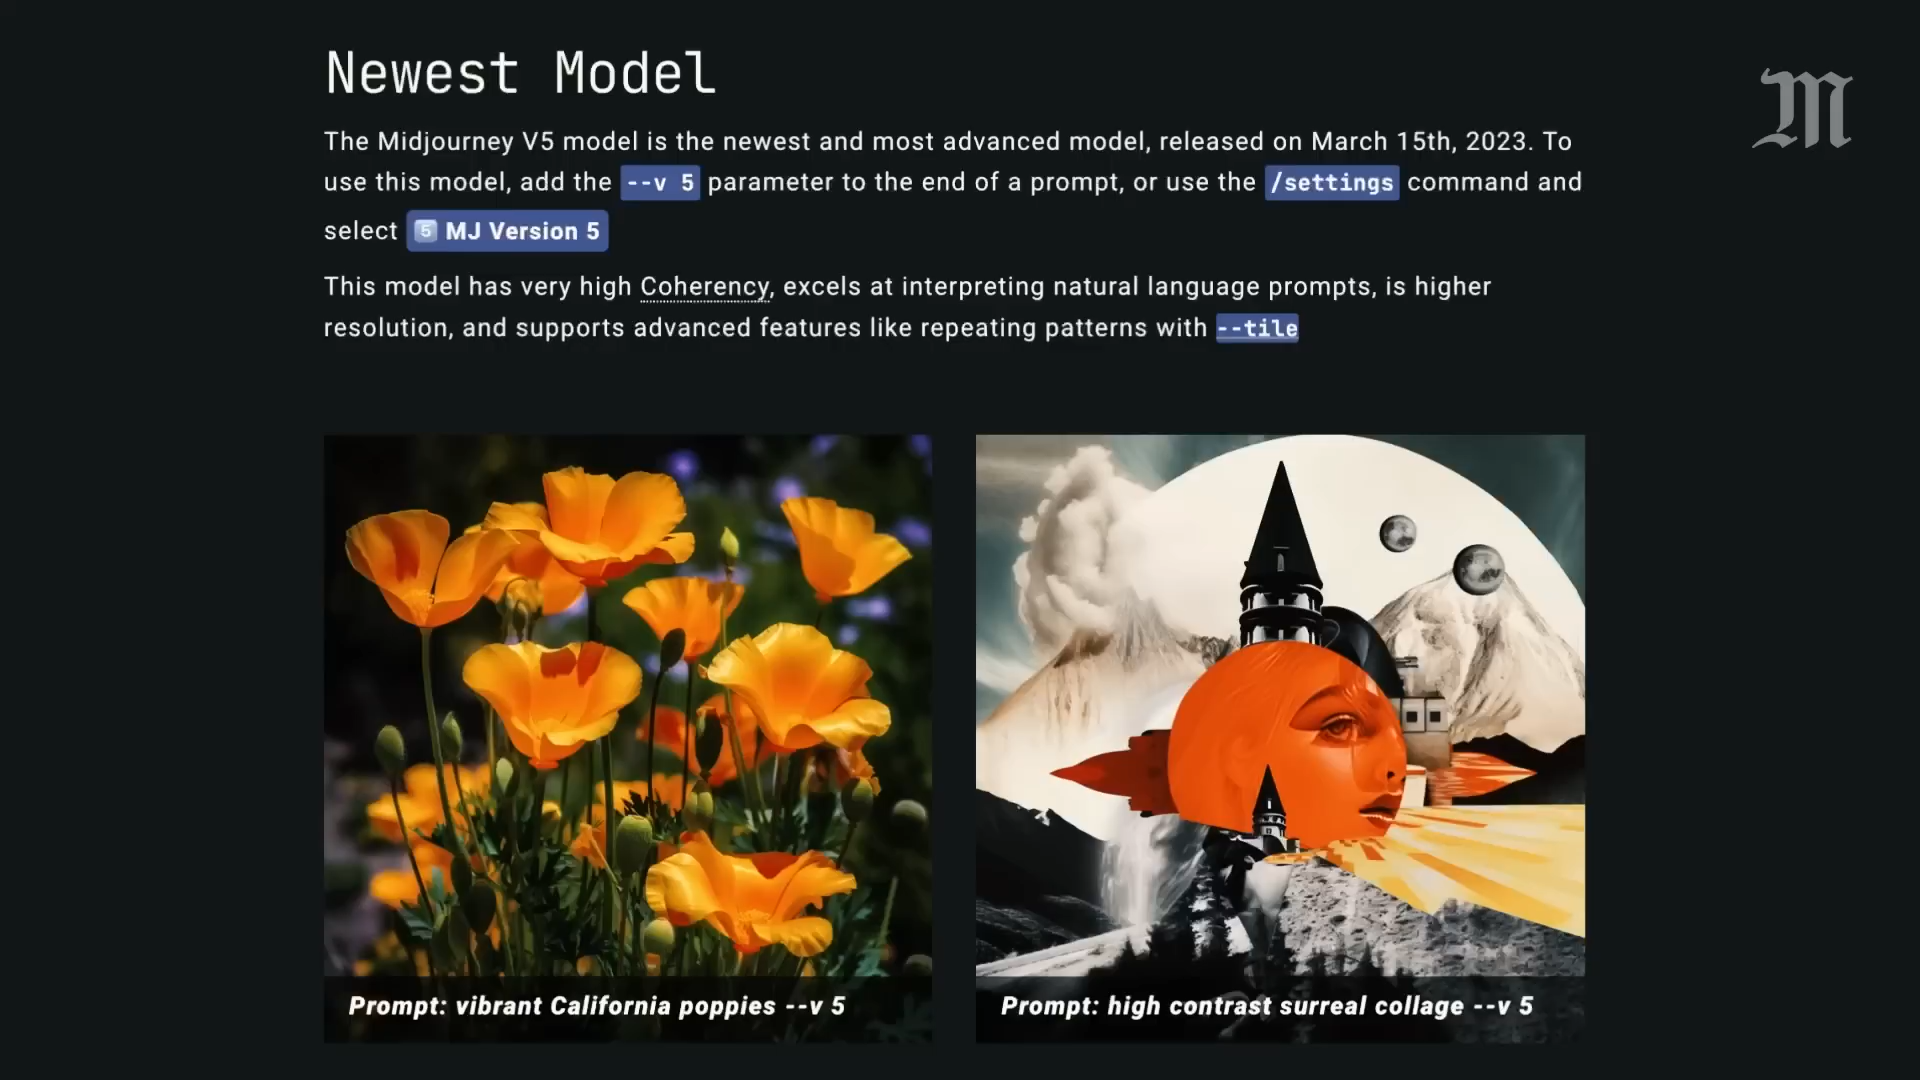 Newest Model
M
The Midjourney V5 model is the newest and most advanced model, released on March 15th, 2023. To
use this model, add the --v 5 parameter to the end of a prompt, or use the /settings command and
select 5 MJ Version 5
This model has very high Coherency, excels at interpreting natural language prompts, is higher
resolution, and supports advanced features like repeating patterns with --tile
Prompt: vibrant California poppies --v 5
Prompt: high contrast surreal collage --v 5